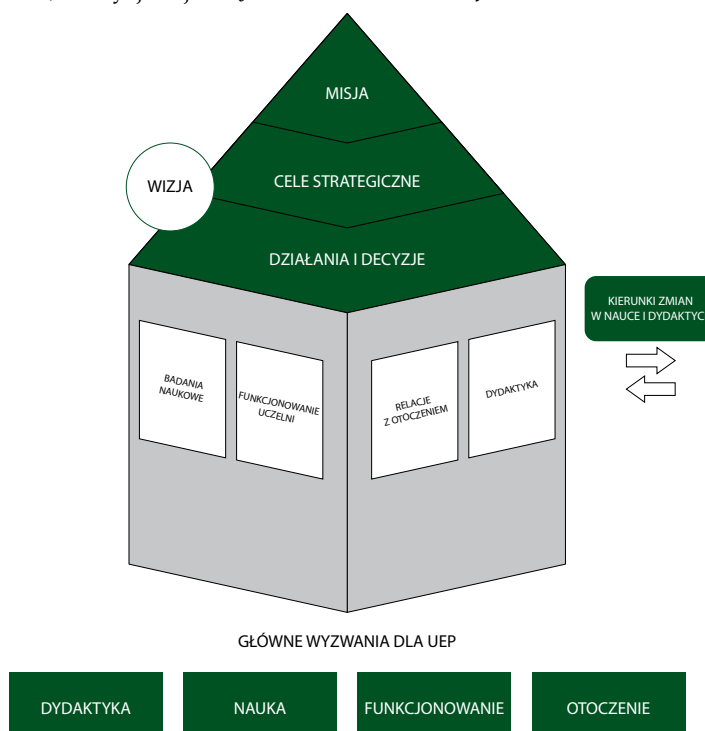 MISJA
CELE STRATEGICZNE
WIZJA
DZIAŁANIA I DECYZJE
KIERUNKI ZMIAN
W NAUCE I DYDAKTYC
BADANIA
NAUKOWE
FUNKCJONOWANIE
UCZELNI
RELACJE
Z OTOCZENIEM
DYDAKTYKA
GŁÓWNE WYZWANIA DLA UEP
DYDAKTYKA
NAUKA
FUNKCJONOWANIE
OTOCZENIE